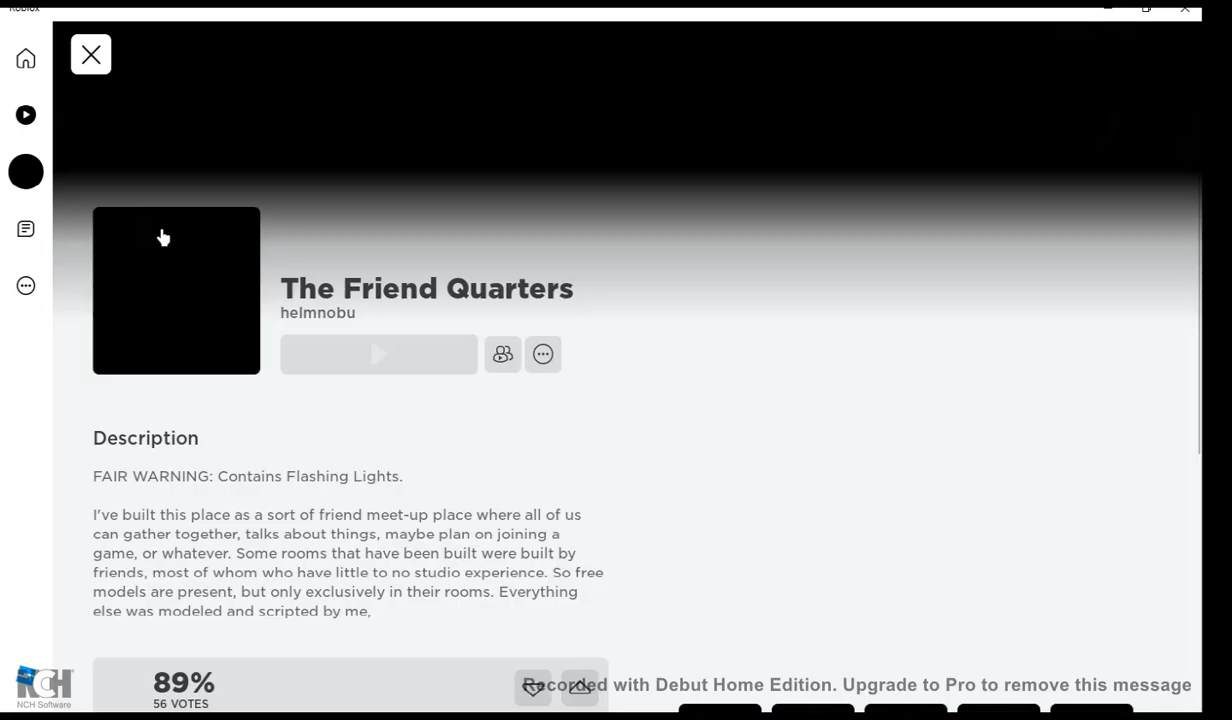 Roblox
The Friend Quarters
helmnobu
Description
FAIR WARNING: Contains Flashing Lights.
I've built this place as a sort of friend meet-up place where all of us
can gather together, talks about things, maybe plan on joining a
game, or whatever. Some rooms that have been built were built by
friends, most of whom who have little to no studio experience. So free
models are present, but only exclusively in their rooms. Everything
else was modeled and scripted by me,
89%
56 VOTES
Recorded with Debut Home Edition. Upgrade to Pro to remove this message
NCH
NCH Software